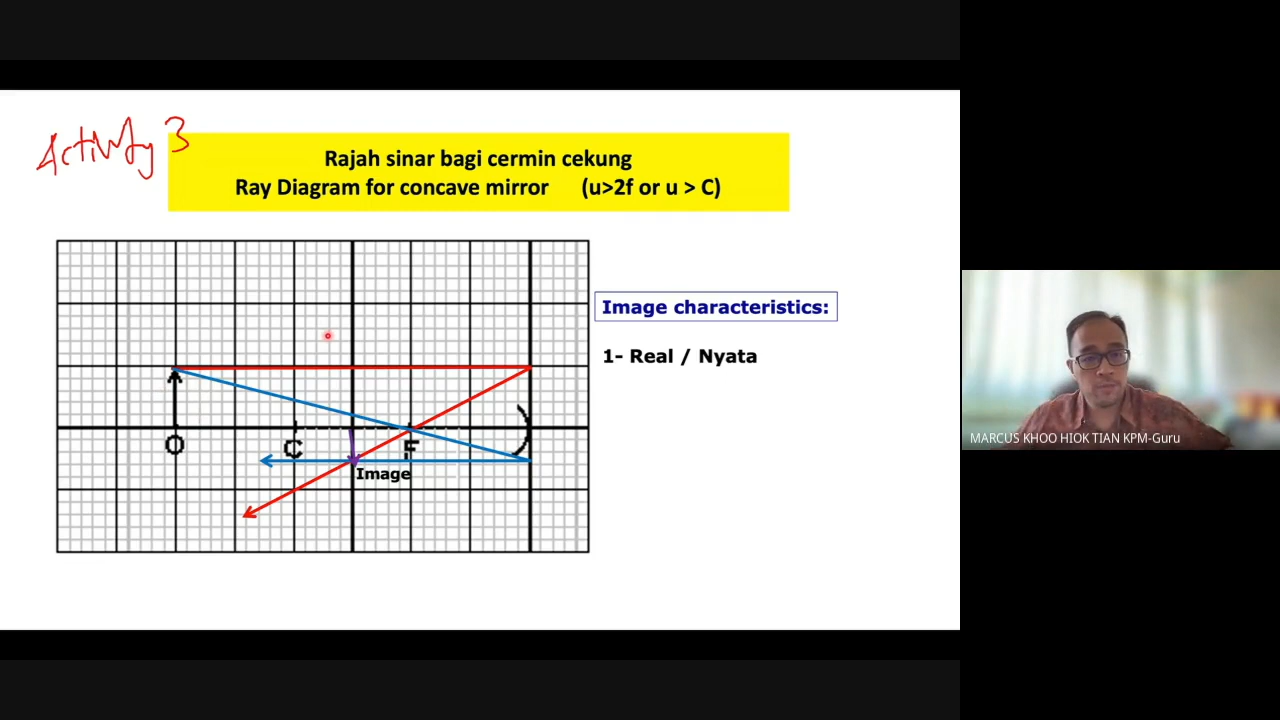 Activity 3
Rajah sinar bagi cermin cekung
Ray Diagram for concave mirror (u>2f or u > C)
Image characteristics:
1- Real / Nyata
O
C
F
Image
MARCUS KHOO HIOK TIAN KPM-Guru